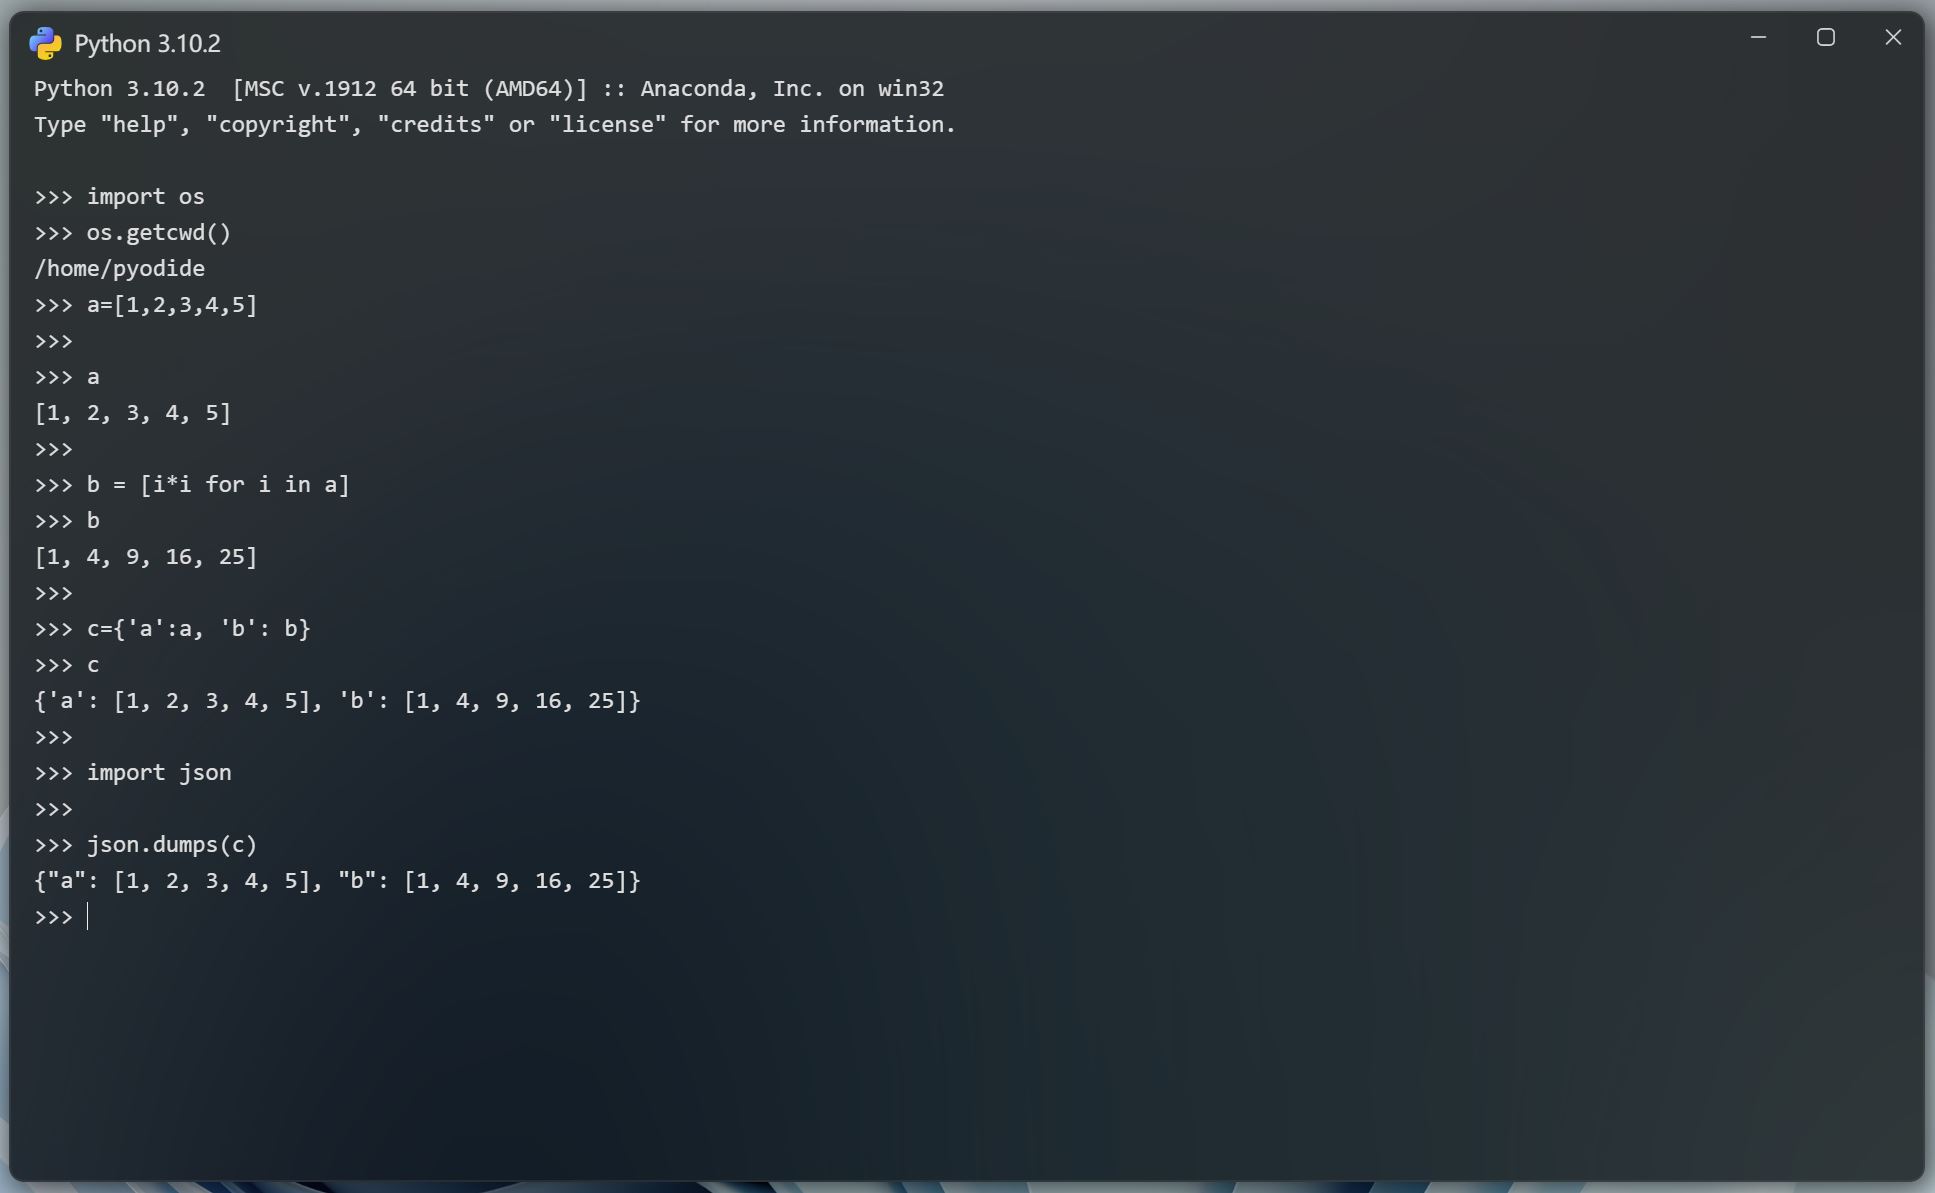 Python 3.10.2
Python 3.10.2  [MSC v.1912 64 bit (AMD64)] :: Anaconda, Inc. on win32
Type "help", "copyright", "credits" or "license" for more information.

>>> import os
>>> os.getcwd()
/home/pyodide
>>> a=[1,2,3,4,5]
>>>
>>> a
[1, 2, 3, 4, 5]
>>>
>>> b = [i*i for i in a]
>>> b
[1, 4, 9, 16, 25]
>>>
>>> c={'a':a, 'b': b}
>>> c
{'a': [1, 2, 3, 4, 5], 'b': [1, 4, 9, 16, 25]}
>>>
>>> import json
>>>
>>> json.dumps(c)
{"a": [1, 2, 3, 4, 5], "b": [1, 4, 9, 16, 25]}
>>>